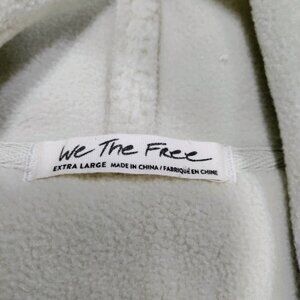 We The Free
EXTRA LARGE MADE IN CHINA / FABRIQUÉ EN CHINE